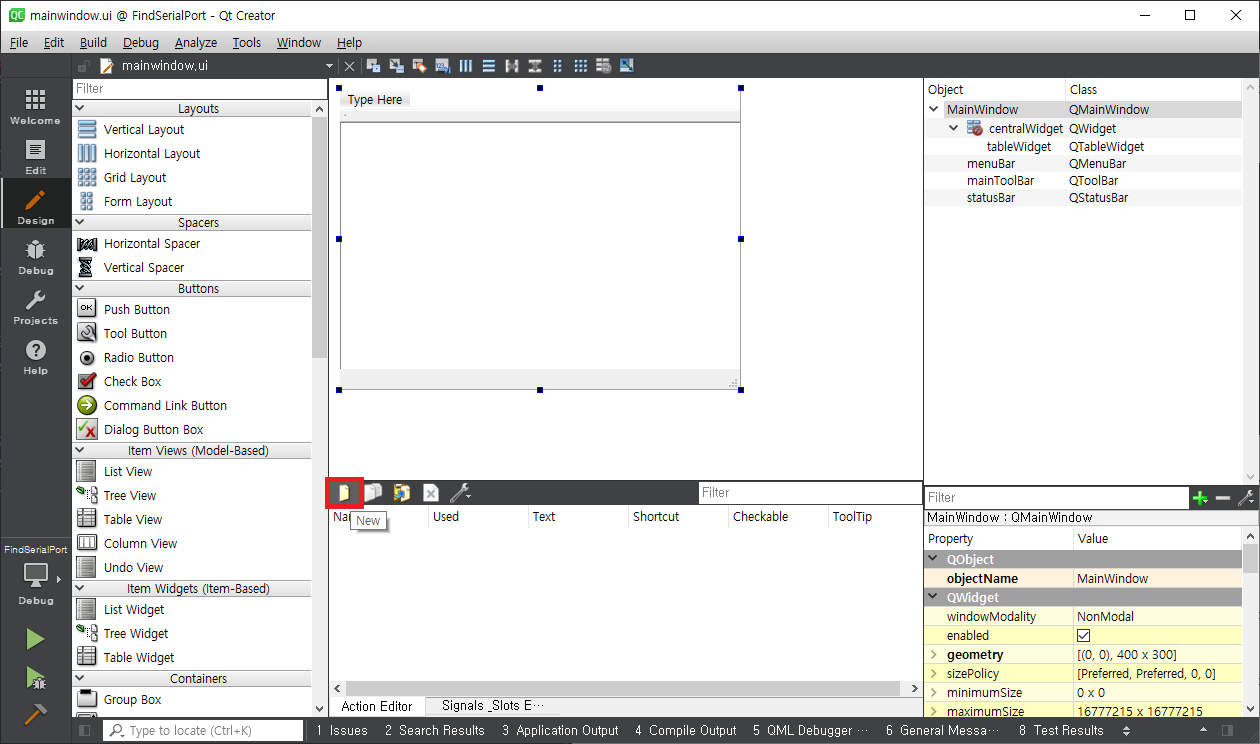 mainwindow.ui @ FindSerialPort - Qt Creator
File Edit Build Debug Analyze Tools Window Help
mainwindow.ui
Welcome
Edit
Design
Debug
Projects
Help
FindSerialPort
Debug
Filter
Layouts
Vertical Layout
Horizontal Layout
Grid Layout
Form Layout
Spacers
Horizontal Spacer
Vertical Spacer
Buttons
OK Push Button
Tool Button
Radio Button
Check Box
Command Link Button
Dialog Button Box
Item Views (Model-Based)
List View
Tree View
Table View
Column View
Undo View
Item Widgets (Item-Based)
List Widget
Tree Widget
Table Widget
Containers
Group Box
Type Here
Filter
Used Text Shortcut Checkable ToolTip
New
Action Editor Signals _Slots E···
Object Class
MainWindow QMainWindow
centralWidget QWidget
tableWidget QTableWidget
menuBar QMenuBar
mainToolBar QToolBar
statusBar QStatusBar
Filter
MainWindow : QMainWindow
Property Value
QObject
objectName MainWindow
QWidget
windowModality NonModal
enabled
geometry [(0, 0), 400 x 300]
sizePolicy [Preferred, Preferred, 0, 0]
minimumSize 0 x 0
maximumSize 16777215 x 16777215
Type to locate (Ctrl+K) 1 Issues 2 Search Results 3 Application Output 4 Compile Output 5 QML Debugger ··· 6 General Messa··· 8 Test Results